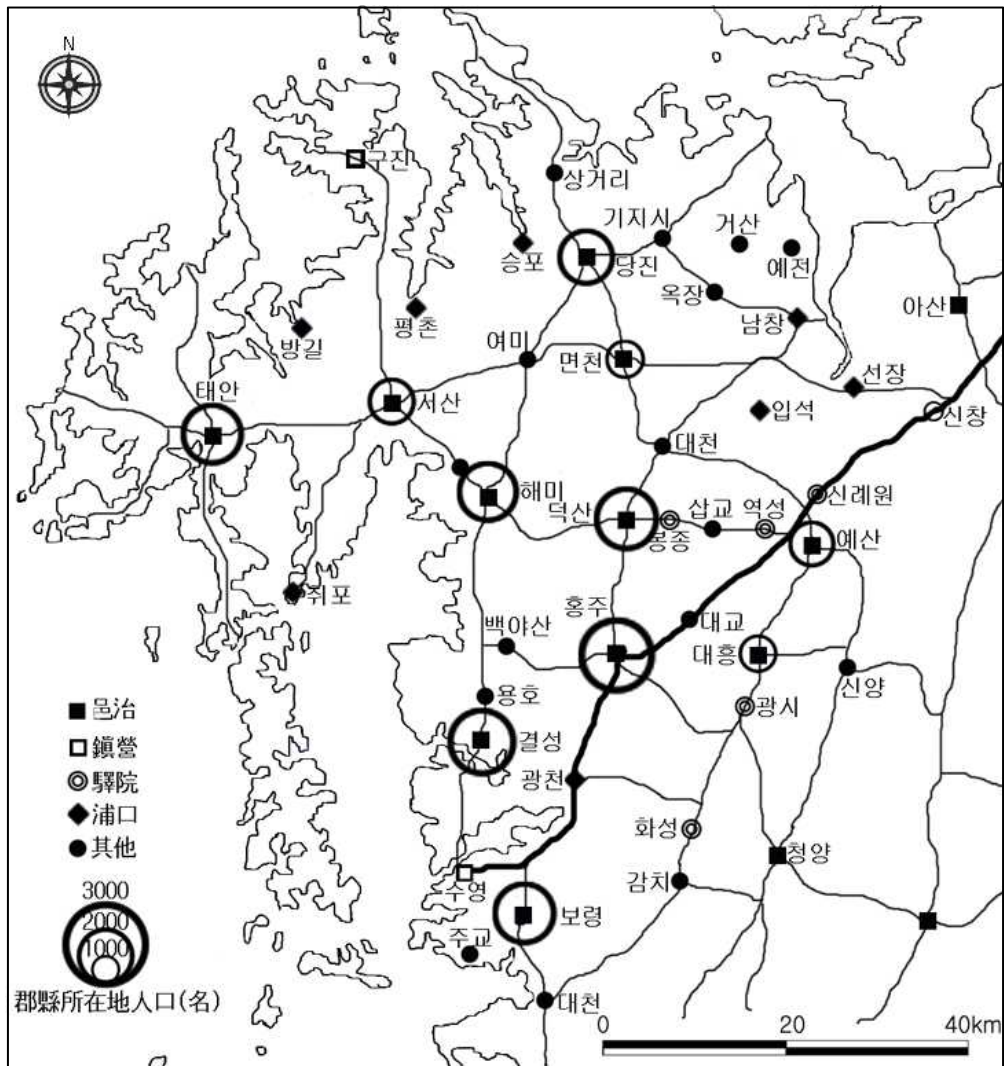 N
구진
상거리
기지시
거산
승포
당진
예전
옥장
아산
방길
평촌
여미
남창
면천
태안
서산
선장
입석
신창
대천
해미
덕산
삽교
역성
신례원
봉종
예산
쥐포
홍주
대교
백야산
대흥
신양
용호
광시
결성
광천
화성
청양
수영
감치
보령
주교
대천
邑治
鎭營
驛院
浦口
其他
3000
2000
1000
郡縣所在地人口(名)
0
20
40km